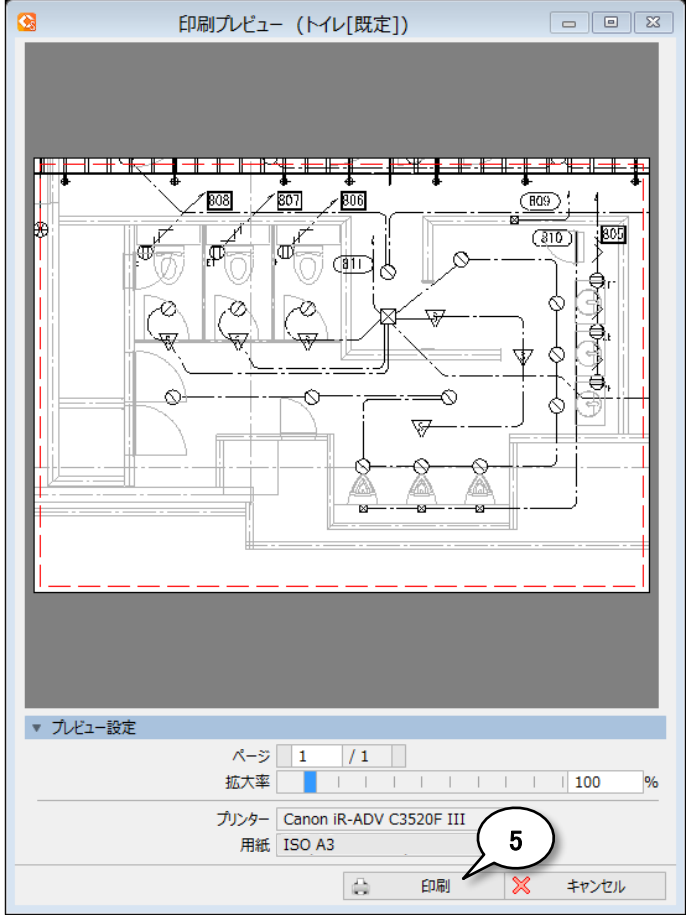 印刷プレビュー (トイレ[既定])
808
807
806
809
810
805
811
プレビュー設定
ページ 1 / 1
拡大率 100 %
プリンター Canon iR-ADV C3520F III
用紙 ISO A3
5
印刷 キャンセル